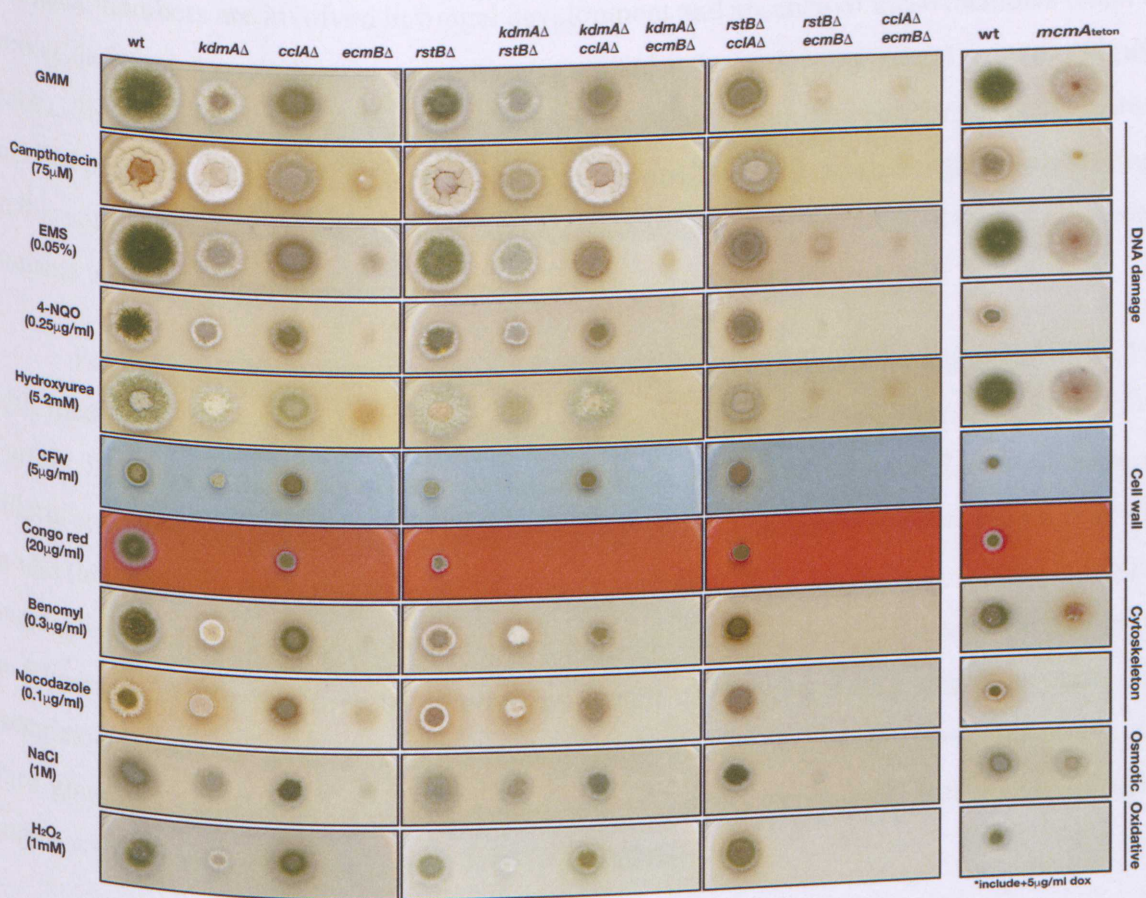 wt kdmAΔ cclAΔ ecmBΔ rstBΔ kdmAΔ rstBΔ kdmAΔ cclAΔ kdmAΔ ecmBΔ rstBΔ cclAΔ rstBΔ ecmBΔ cclAΔ ecmBΔ wt mcmAteton
GMM
Campthotecin
(75µM)
EMS
(0.05%)
4-NQO
(0.25µg/ml)
Hydroxyurea
(5.2mM)
DNA damage
CFW
(5µg/ml)
Congo red
(20µg/ml)
Cell wall
Benomyl
(0.3µg/ml)
Nocodazole
(0.1µg/ml)
Cytoskeleton
NaCl
(1M)
Osmotic
H₂O₂
(1mM)
Oxidative
*include+5µg/ml dox